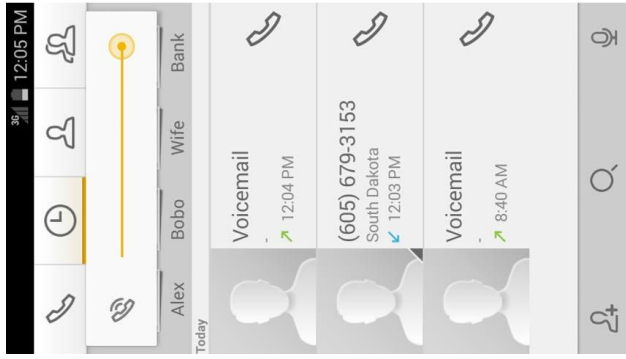 3G 12:05 PM
Alex Bobo Wife Bank
Today
Voicemail
-
12:04 PM
(605) 679-3153
South Dakota
12:03 PM
Voicemail
-
8:40 AM